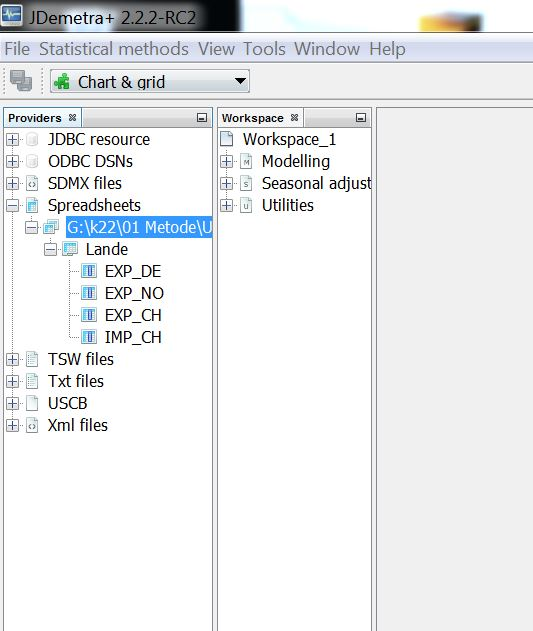 JDemetra+ 2.2.2-RC2
File Statistical methods View Tools Window Help
Chart & grid
Providers
JDBC resource
ODBC DSNs
SDMX files
Spreadsheets
G:\k22\01 Metode\U
Lande
EXP_DE
EXP_NO
EXP_CH
IMP_CH
TSW files
Txt files
USCB
Xml files
Workspace
Workspace_1
M Modelling
s Seasonal adjust
u Utilities